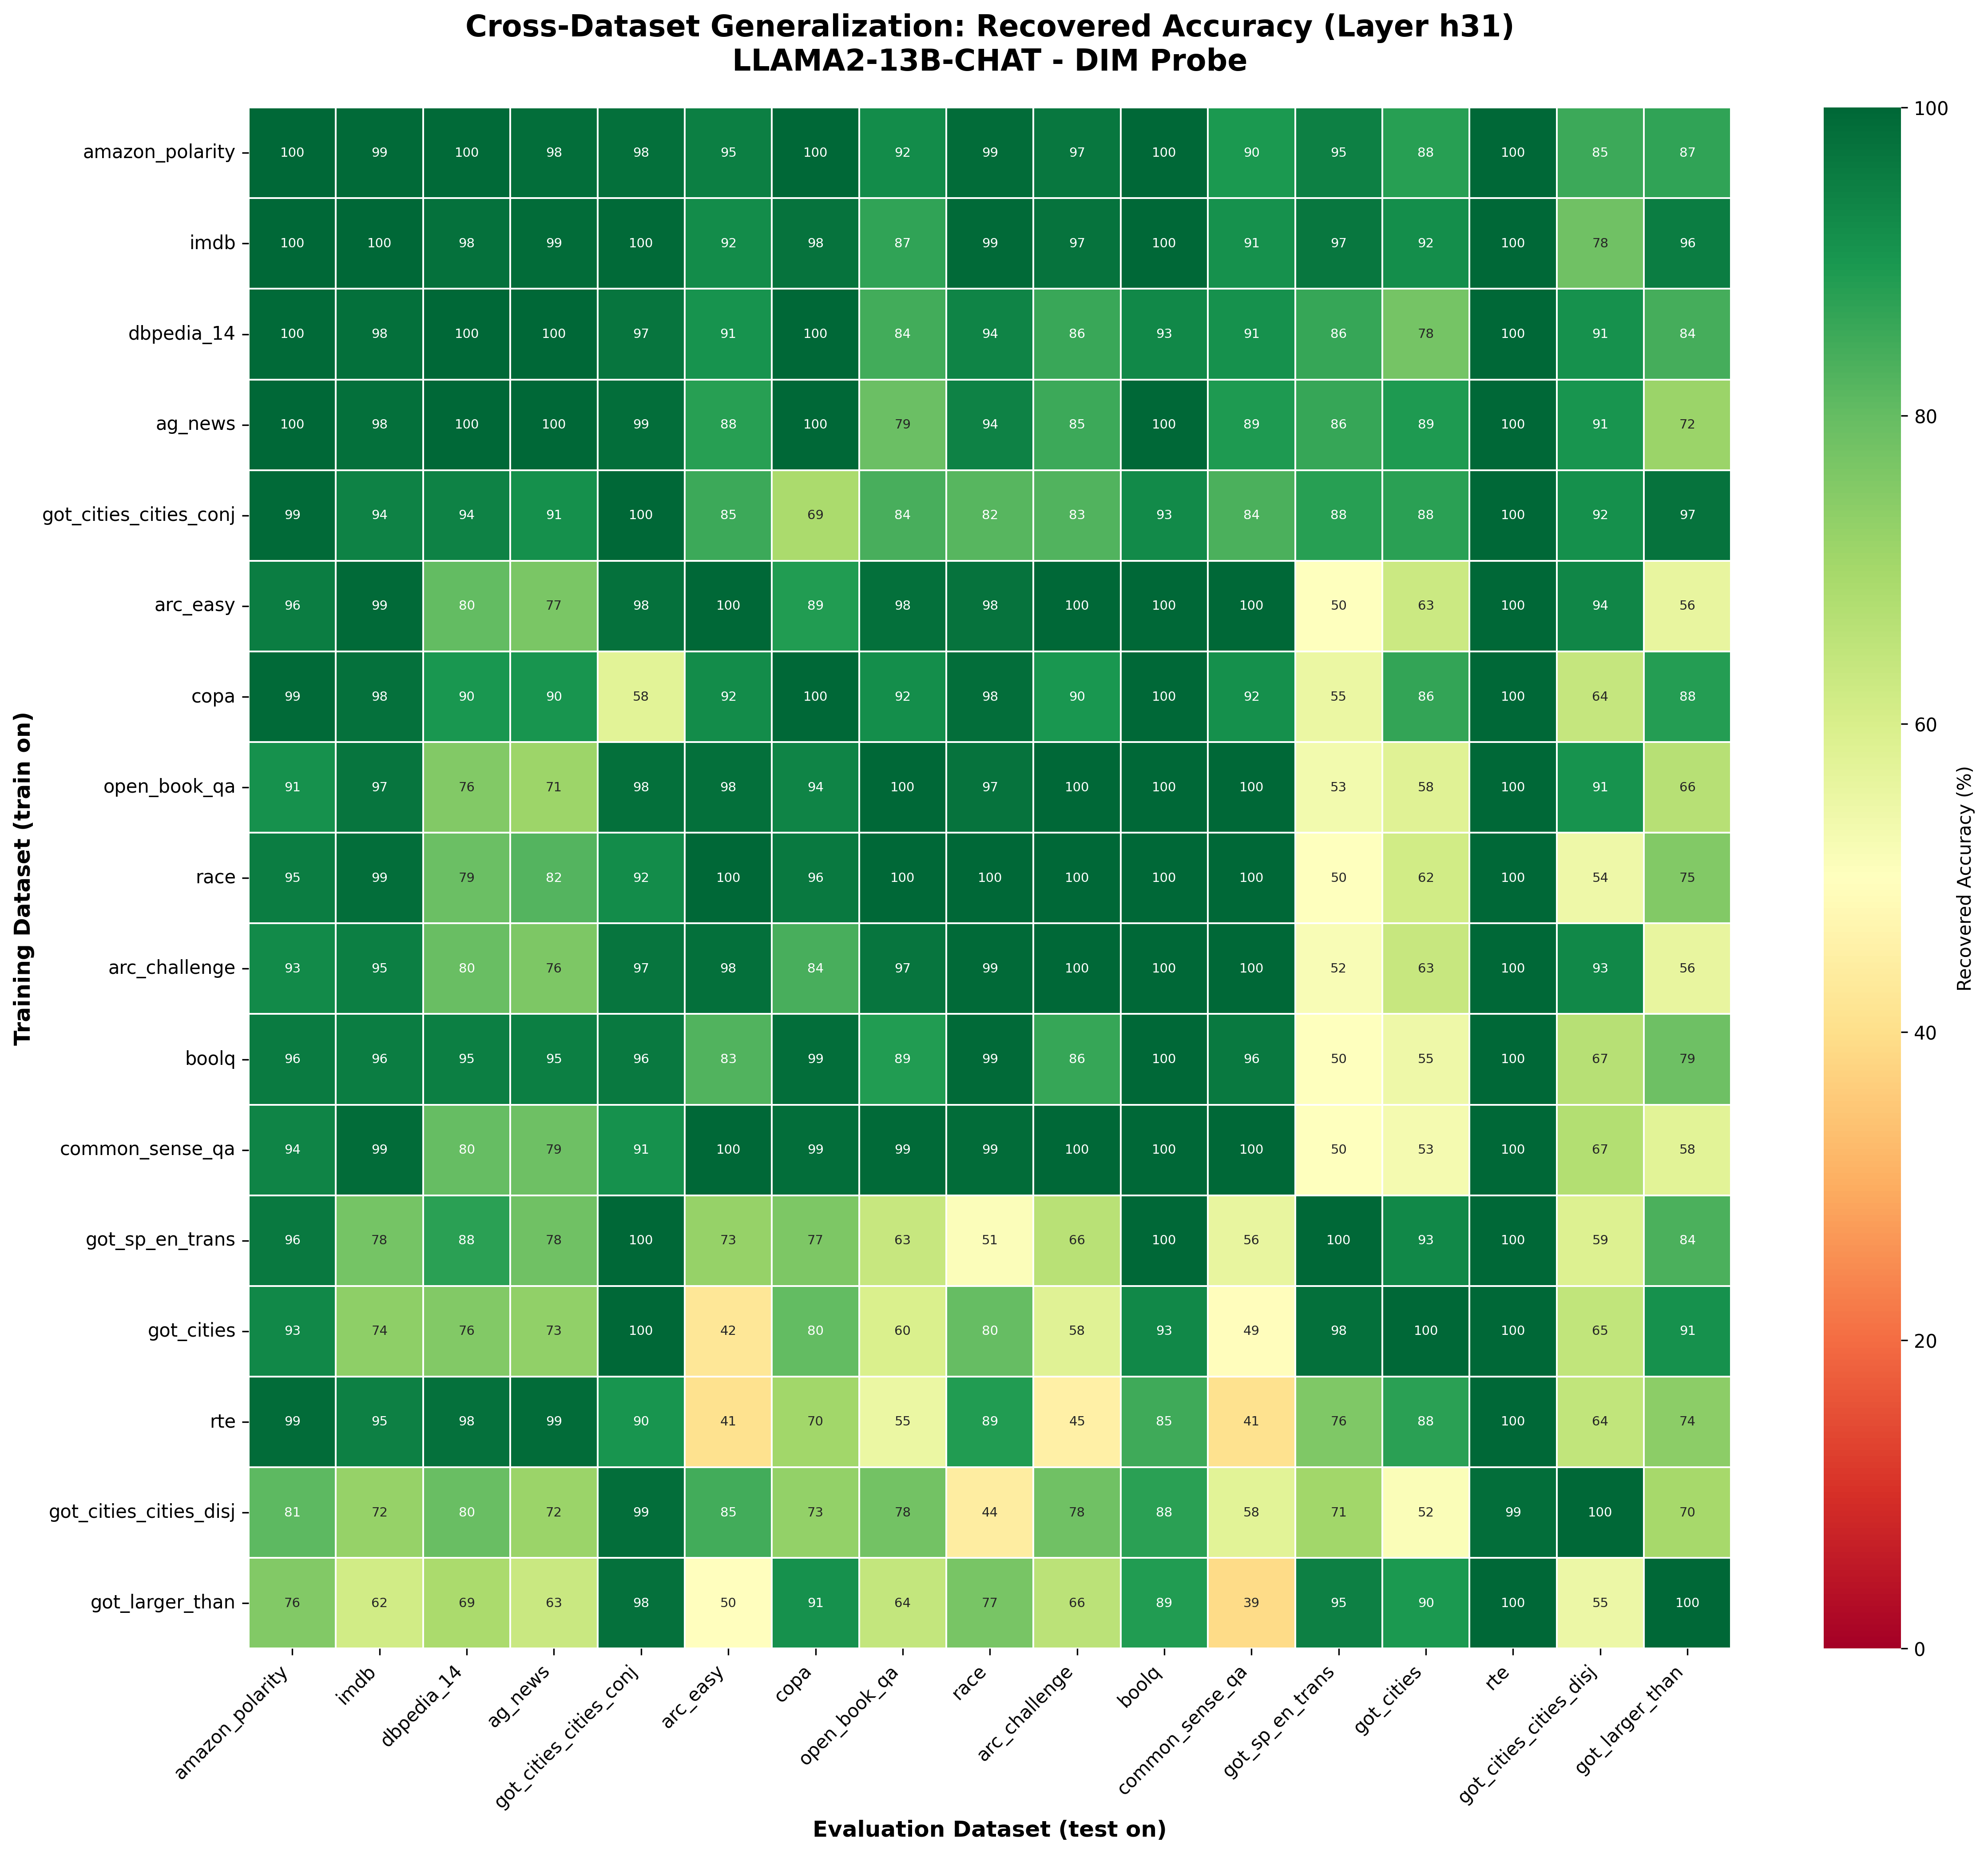 Cross-Dataset Generalization: Recovered Accuracy (Layer h31)
LLAMA2-13B-CHAT - DIM Probe
Training Dataset (train on)
amazon_polarity 100 99 100 98 98 95 100 92 99 97 100 90 95 88 100 85 87
imdb 100 100 98 99 100 92 98 87 99 97 100 91 97 92 100 78 96
dbpedia_14 100 98 100 100 97 91 100 84 94 86 93 91 86 78 100 91 84
ag_news 100 98 100 100 99 88 100 79 94 85 100 89 86 89 100 91 72
got_cities_cities_conj 99 94 94 91 100 85 69 84 82 83 93 84 88 88 100 92 97
arc_easy 96 99 80 77 98 100 89 98 98 100 100 100 50 63 100 94 56
copa 99 98 90 90 58 92 100 92 98 90 100 92 55 86 100 64 88
open_book_qa 91 97 76 71 98 98 94 100 97 100 100 100 53 58 100 91 66
race 95 99 79 82 92 100 96 100 100 100 100 100 50 62 100 54 75
arc_challenge 93 95 80 76 97 98 84 97 99 100 100 100 52 63 100 93 56
boolq 96 96 95 95 96 83 99 89 99 86 100 96 50 55 100 67 79
common_sense_qa 94 99 80 79 91 100 99 99 99 100 100 100 50 53 100 67 58
got_sp_en_trans 96 78 88 78 100 73 77 63 51 66 100 56 100 93 100 59 84
got_cities 93 74 76 73 100 42 80 60 80 58 93 49 98 100 100 65 91
rte 99 95 98 99 90 41 70 55 89 45 85 41 76 88 100 64 74
got_cities_cities_disj 81 72 80 72 99 85 73 78 44 78 88 58 71 52 99 100 70
got_larger_than 76 62 69 63 98 50 91 64 77 66 89 39 95 90 100 55 100
amazon_polarity
imdb
dbpedia_14
ag_news
got_cities_cities_conj
arc_easy
copa
open_book_qa
race
arc_challenge
boolq
common_sense_qa
got_sp_en_trans
got_cities
rte
got_cities_cities_disj
got_larger_than
Evaluation Dataset (test on)
100
80
60
40
20
0
Recovered Accuracy (%)